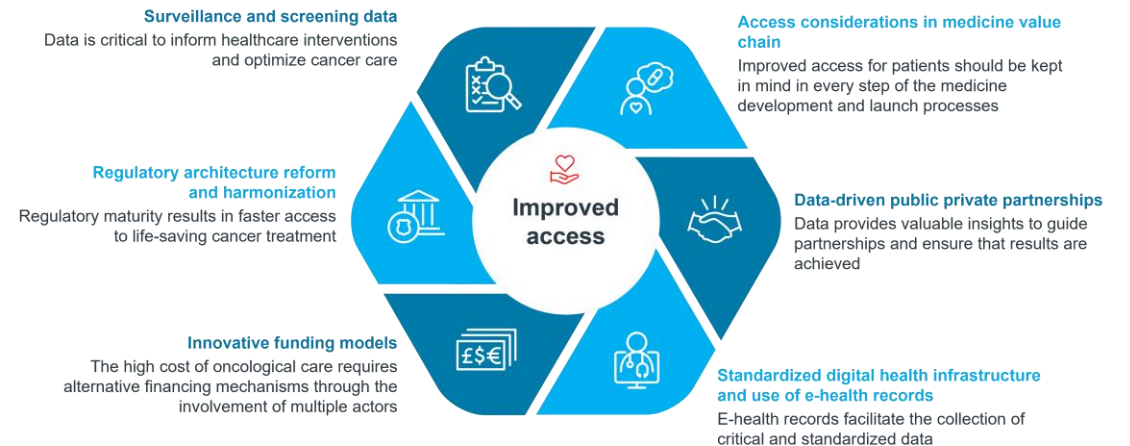 Surveillance and screening data
Data is critical to inform healthcare interventions
and optimize cancer care
Access considerations in medicine value
chain
Improved access for patients should be kept
in mind in every step of the medicine
development and launch processes
Regulatory architecture reform
and harmonization
Regulatory maturity results in faster access
to life-saving cancer treatment
Improved
access
Data-driven public private partnerships
Data provides valuable insights to guide
partnerships and ensure that results are
achieved
Innovative funding models
The high cost of oncological care requires
alternative financing mechanisms through the
involvement of multiple actors
£$€
Standardized digital health infrastructure
and use of e-health records
E-health records facilitate the collection of
critical and standardized data